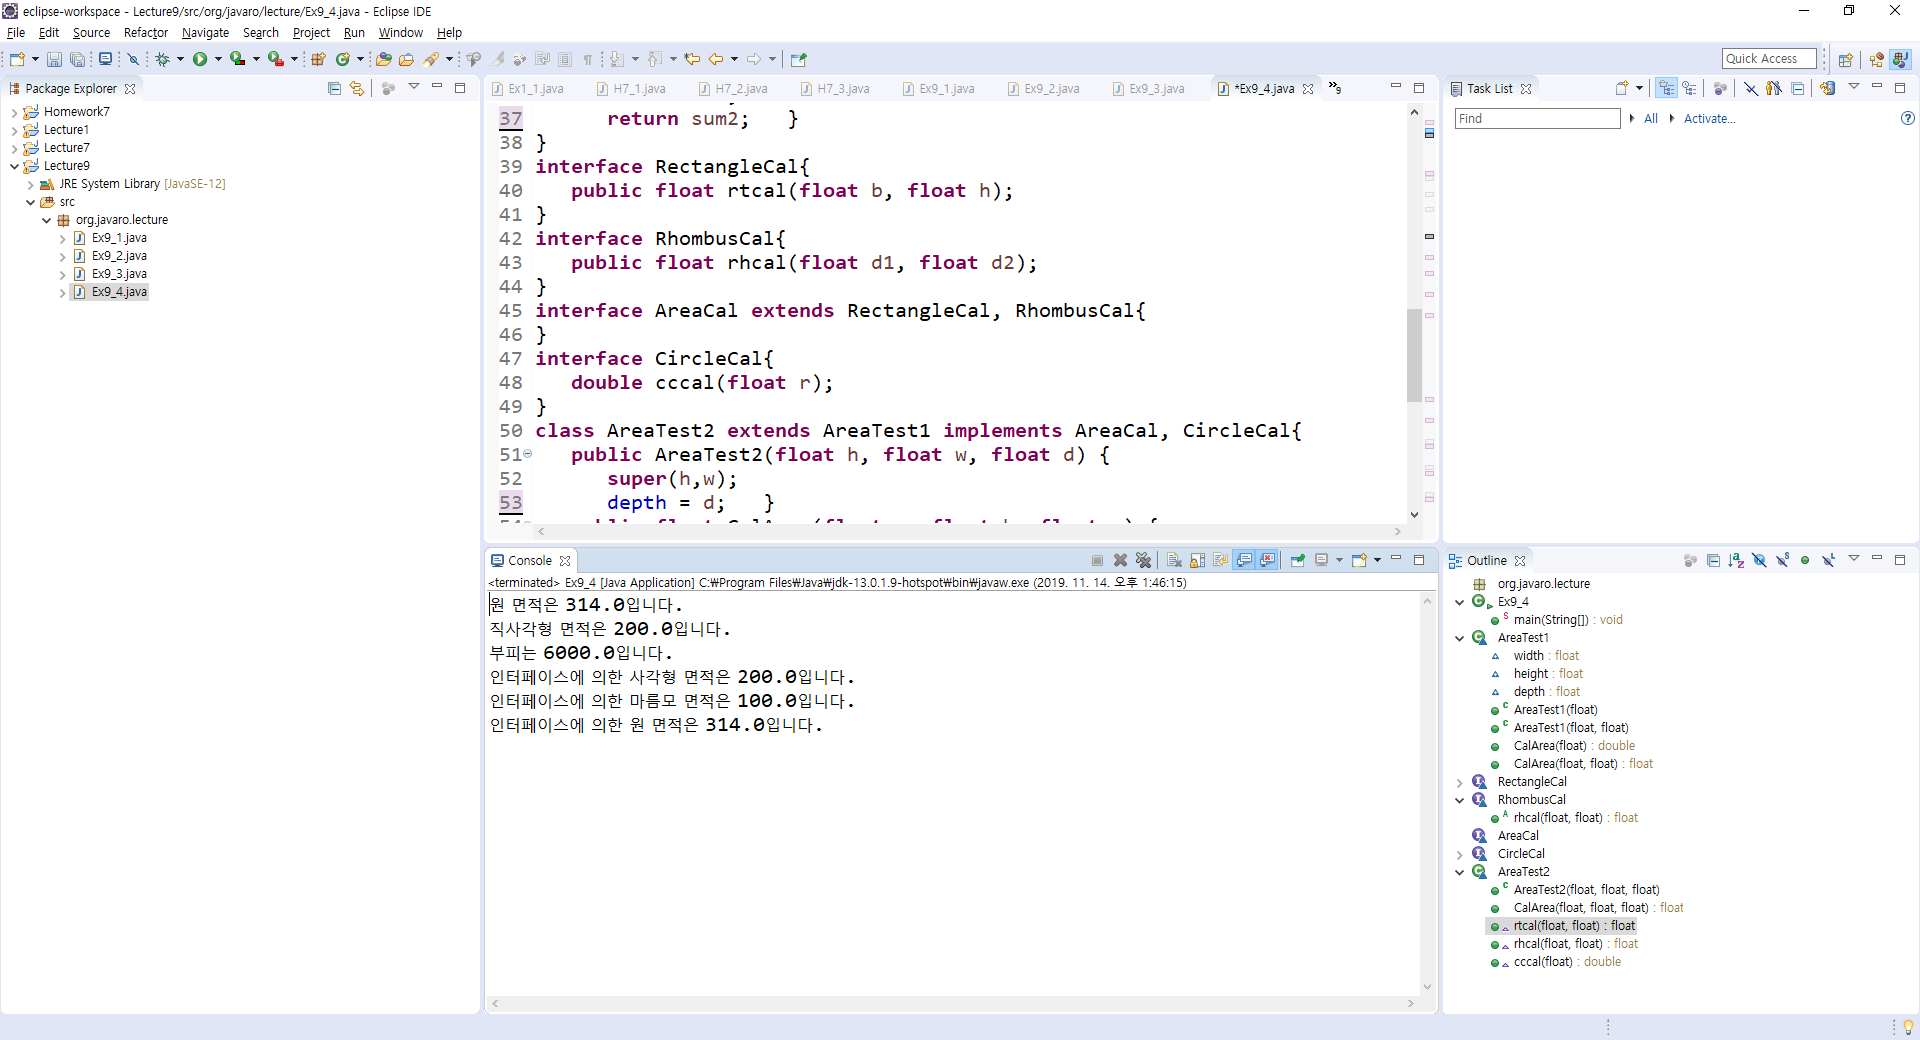 eclipse-workspace - Lecture9/src/org/javaro/lecture/Ex9_4.java - Eclipse IDE
File Edit Source Refactor Navigate Search Project Run Window Help
Quick Access
Package Explorer
Homework7
Lecture1
Lecture7
Lecture9
JRE System Library [JavaSE-12]
src
org.javaro.lecture
Ex9_1.java
Ex9_2.java
Ex9_3.java
Ex9_4.java
Ex1_1.java H7_1.java H7_2.java H7_3.java Ex9_1.java Ex9_2.java Ex9_3.java *Ex9_4.java »9
37 return sum2; }
38 }
39 interface RectangleCal{
40 public float rtcal(float b, float h);
41 }
42 interface RhombusCal{
43 public float rhcal(float d1, float d2);
44 }
45 interface AreaCal extends RectangleCal, RhombusCal{
46 }
47 interface CircleCal{
48 double cccal(float r);
49 }
50 class AreaTest2 extends AreaTest1 implements AreaCal, CircleCal{
51 public AreaTest2(float h, float w, float d) {
52 super(h,w);
53 depth = d; }
Console
<terminated> Ex9_4 [Java Application] C:₩Program Files₩Java₩jdk-13.0.1.9-hotspot₩bin₩javaw.exe (2019. 11. 14. 오후 1:46:15)
원 면적은 314.0입니다.
직사각형 면적은 200.0입니다.
부피는 6000.0입니다.
인터페이스에 의한 사각형 면적은 200.0입니다.
인터페이스에 의한 마름모 면적은 100.0입니다.
인터페이스에 의한 원 면적은 314.0입니다.
Task List
Find All Activate...
Outline
org.javaro.lecture
Ex9_4
main(String[]) : void
AreaTest1
width : float
height : float
depth : float
AreaTest1(float)
AreaTest1(float, float)
CalArea(float) : double
CalArea(float, float) : float
RectangleCal
RhombusCal
rhcal(float, float) : float
AreaCal
CircleCal
AreaTest2
AreaTest2(float, float, float)
CalArea(float, float, float) : float
rtcal(float, float) : float
rhcal(float, float) : float
cccal(float) : double